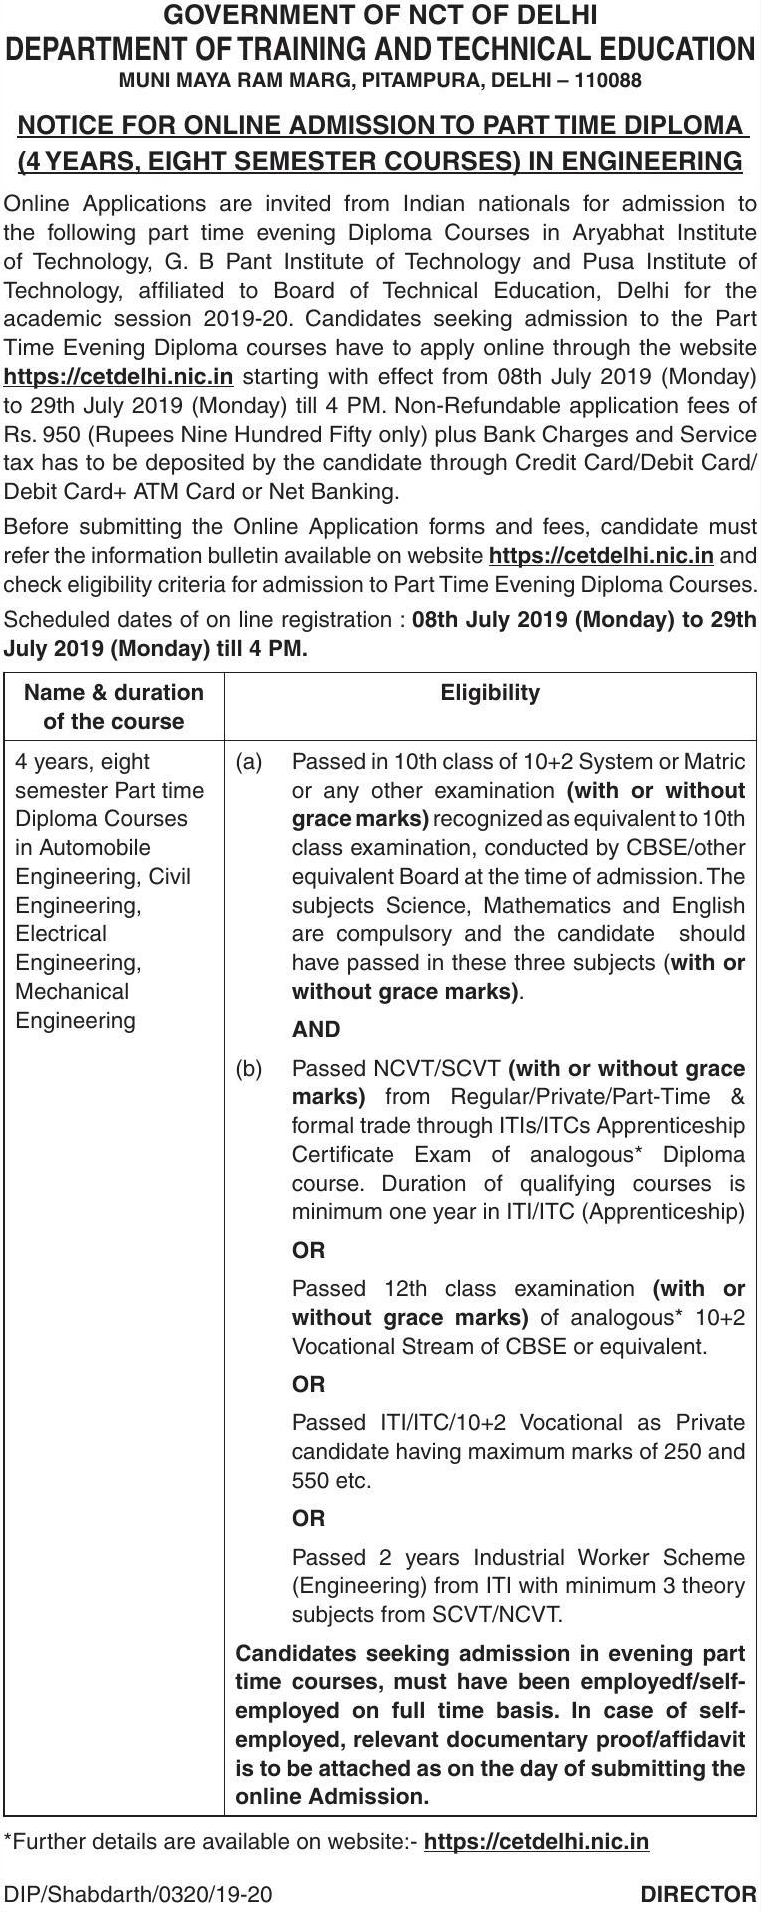 GOVERNMENT OF NCT OF DELHI
DEPARTMENT OF TRAINING AND TECHNICAL EDUCATION
MUNI MAYA RAM MARG, PITAMPURA, DELHI – 110088
NOTICE FOR ONLINE ADMISSION TO PART TIME DIPLOMA
(4 YEARS, EIGHT SEMESTER COURSES) IN ENGINEERING
Online Applications are invited from Indian nationals for admission to
the following part time evening Diploma Courses in Aryabhat Institute
of Technology, G. B Pant Institute of Technology and Pusa Institute of
Technology, affiliated to Board of Technical Education, Delhi for the
academic session 2019-20. Candidates seeking admission to the Part
Time Evening Diploma courses have to apply online through the website
https://cetdelhi.nic.in starting with effect from 08th July 2019 (Monday)
to 29th July 2019 (Monday) till 4 PM. Non-Refundable application fees of
Rs. 950 (Rupees Nine Hundred Fifty only) plus Bank Charges and Service
tax has to be deposited by the candidate through Credit Card/Debit Card/
Debit Card+ ATM Card or Net Banking.
Before submitting the Online Application forms and fees, candidate must
refer the information bulletin available on website https://cetdelhi.nic.in and
check eligibility criteria for admission to Part Time Evening Diploma Courses.
Scheduled dates of on line registration : 08th July 2019 (Monday) to 29th
July 2019 (Monday) till 4 PM.
Name & duration
of the course
Eligibility
4 years, eight
semester Part time
Diploma Courses
in Automobile
Engineering, Civil
Engineering,
Electrical
Engineering,
Mechanical
Engineering
(a) Passed in 10th class of 10+2 System or Matric
or any other examination (with or without
grace marks) recognized as equivalent to 10th
class examination, conducted by CBSE/other
equivalent Board at the time of admission. The
subjects Science, Mathematics and English
are compulsory and the candidate should
have passed in these three subjects (with or
without grace marks).
AND
(b) Passed NCVT/SCVT (with or without grace
marks) from Regular/Private/Part-Time &
formal trade through ITIs/ITCs Apprenticeship
Certificate Exam of analogous* Diploma
course. Duration of qualifying courses is
minimum one year in ITI/ITC (Apprenticeship)
OR
Passed 12th class examination (with or
without grace marks) of analogous* 10+2
Vocational Stream of CBSE or equivalent.
OR
Passed ITI/ITC/10+2 Vocational as Private
candidate having maximum marks of 250 and
550 etc.
OR
Passed 2 years Industrial Worker Scheme
(Engineering) from ITI with minimum 3 theory
subjects from SCVT/NCVT.
Candidates seeking admission in evening part
time courses, must have been employedf/self-
employed on full time basis. In case of self-
employed, relevant documentary proof/affidavit
is to be attached as on the day of submitting the
online Admission.
*Further details are available on website:- https://cetdelhi.nic.in
DIP/Shabdarth/0320/19-20
DIRECTOR